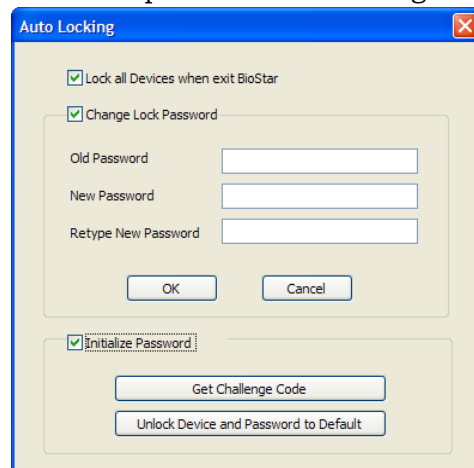 Auto Locking
Lock all Devices when exit BioStar
Change Lock Password
Old Password
New Password
Retype New Password
OK Cancel
Initialize Password
Get Challenge Code
Unlock Device and Password to Default